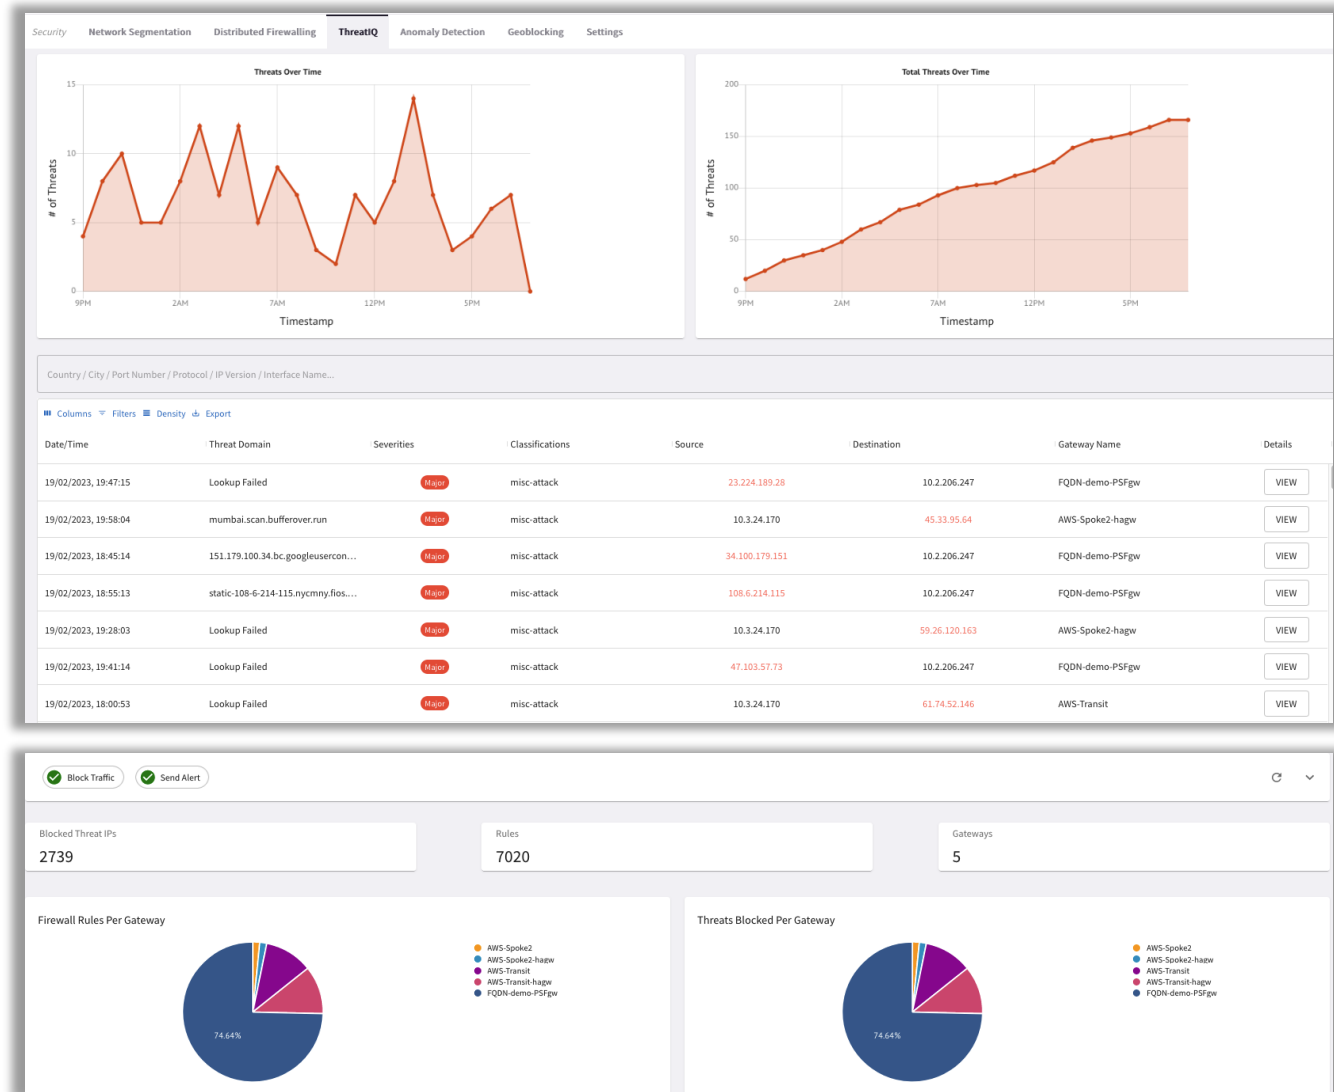 Security Network Segmentation Distributed Firewalling ThreatIQ Anomaly Detection Geoblocking Settings
Threats Over Time
15
10
5
0
# of Threats
9PM 2AM 7AM 12PM 5PM
Timestamp
Total Threats Over Time
200
150
100
50
0
# of Threats
9PM 2AM 7AM 12PM 5PM
Timestamp
Country / City / Port Number / Protocol / IP Version / Interface Name...
Columns Filters Density Export
Date/Time Threat Domain Severities Classifications Source Destination Gateway Name Details
19/02/2023, 19:47:15 Lookup Failed Major misc-attack 23.224.189.28 10.2.206.247 FQDN-demo-PSFgw VIEW
19/02/2023, 19:58:04 mumbai.scan.bufferover.run Major misc-attack 10.3.24.170 45.33.95.64 AWS-Spoke2-hagw VIEW
19/02/2023, 18:45:14 151.179.100.34.bc.googleusercon... Major misc-attack 34.100.179.151 10.2.206.247 FQDN-demo-PSFgw VIEW
19/02/2023, 18:55:13 static-108-6-214-115.nycmny.fios.... Major misc-attack 108.6.214.115 10.2.206.247 FQDN-demo-PSFgw VIEW
19/02/2023, 19:28:03 Lookup Failed Major misc-attack 10.3.24.170 59.26.120.163 AWS-Spoke2-hagw VIEW
19/02/2023, 19:41:14 Lookup Failed Major misc-attack 47.103.57.73 10.2.206.247 FQDN-demo-PSFgw VIEW
19/02/2023, 18:00:53 Lookup Failed Major misc-attack 10.3.24.170 61.74.52.146 AWS-Transit VIEW
Block Traffic Send Alert
Blocked Threat IPs
2739
Rules
7020
Gateways
5
Firewall Rules Per Gateway
74.64%
AWS-Spoke2
AWS-Spoke2-hagw
AWS-Transit
AWS-Transit-hagw
FQDN-demo-PSFgw
Threats Blocked Per Gateway
74.64%
AWS-Spoke2
AWS-Spoke2-hagw
AWS-Transit
AWS-Transit-hagw
FQDN-demo-PSFgw